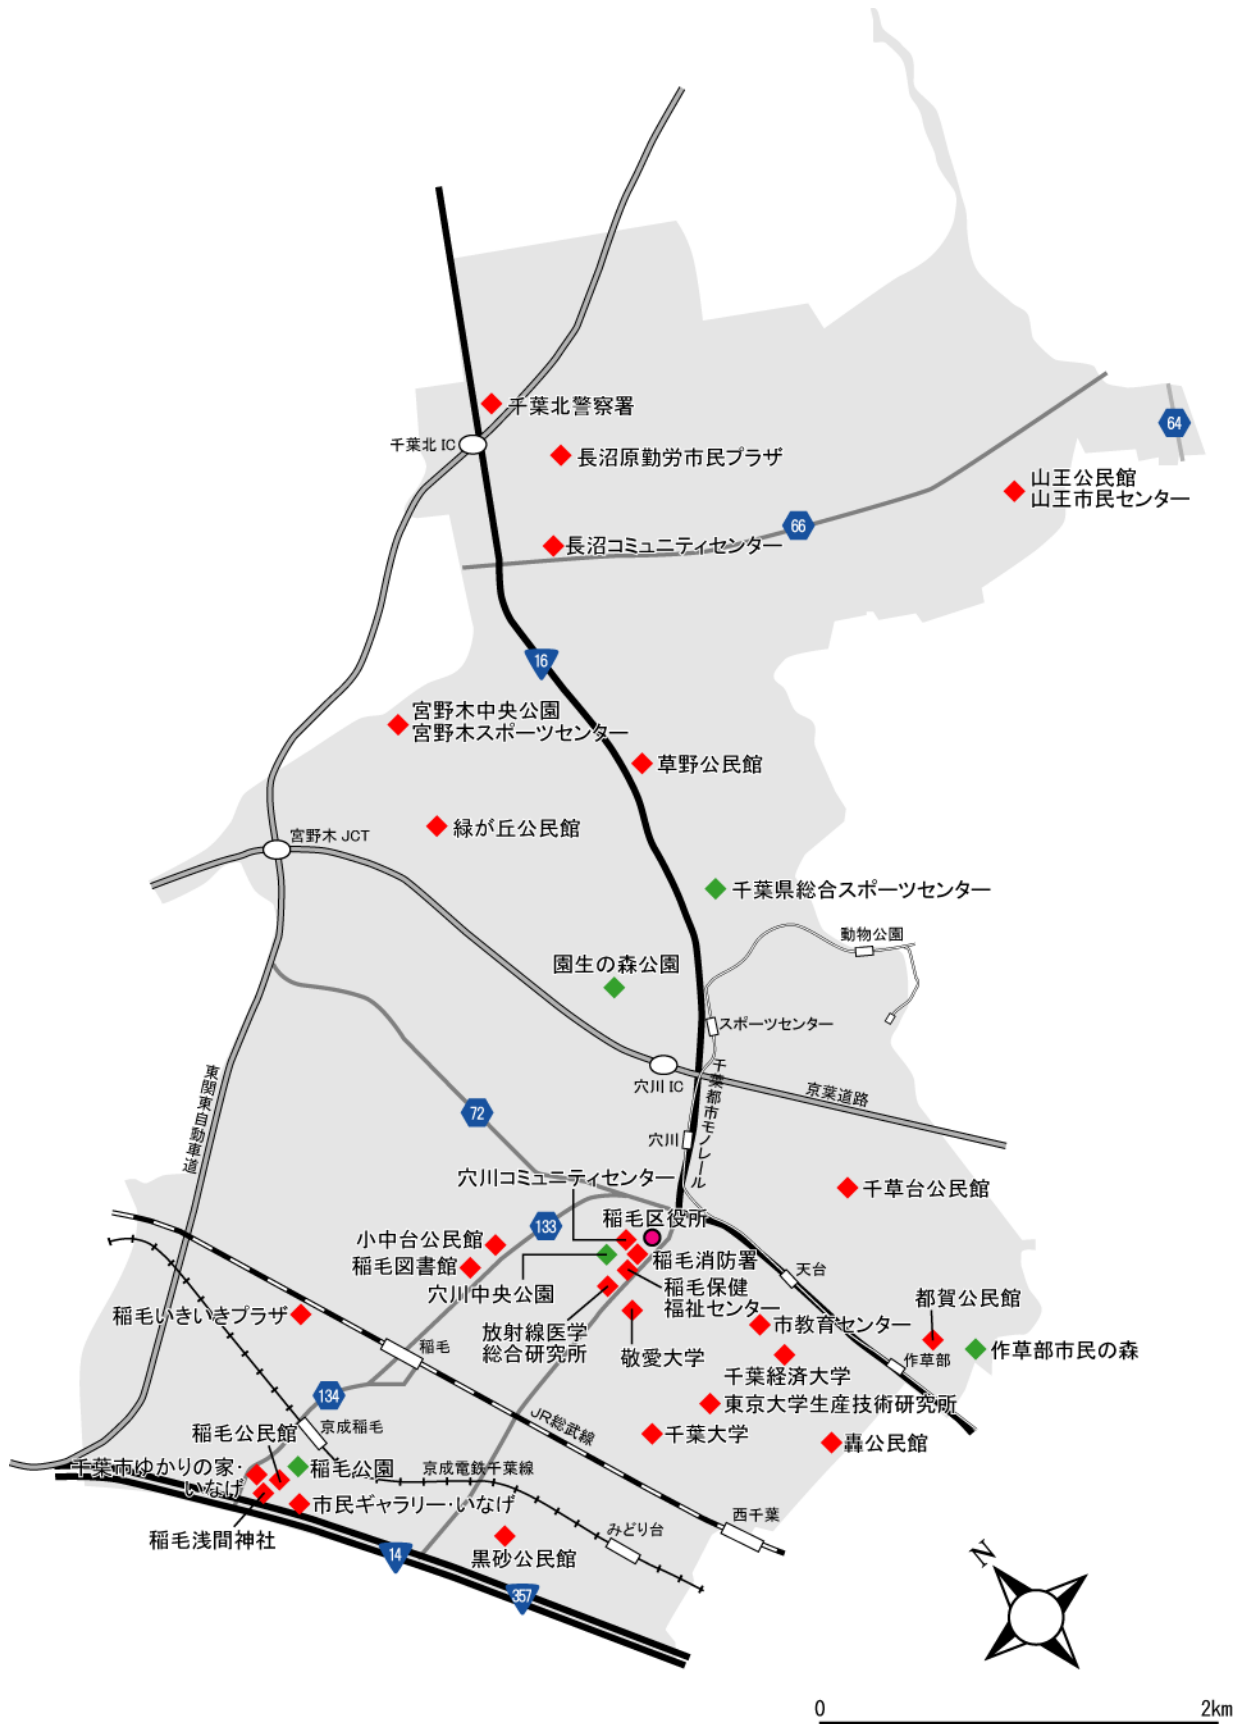 千葉北警察署
千葉北 IC
長沼原勤労市民プラザ
64
山王公民館
山王市民センター
66
長沼コミュニティセンター
16
宮野木中央公園
宮野木スポーツセンター
草野公民館
緑が丘公民館
宮野木 JCT
千葉県総合スポーツセンター
動物公園
園生の森公園
スポーツセンター
穴川 IC
千葉都市モノレール
京葉道路
東関東自動車道
72
穴川
穴川コミュニティセンター
千草台公民館
稲毛区役所
133
小中台公民館
稲毛図書館
稲毛消防署
穴川中央公園
稲毛保健
福祉センター
天台
都賀公民館
稲毛いきいきプラザ
放射線医学
総合研究所
敬愛大学
市教育センター
稲毛
作草部
作草部市民の森
千葉経済大学
134
東京大学生産技術研究所
JR総武線
京成稲毛
稲毛公民館
千葉大学
轟公民館
千葉市ゆかりの家・
いなげ
稲毛公園
京成電鉄千葉線
市民ギャラリー・いなげ
西千葉
稲毛浅間神社
みどり台
黒砂公民館
14
357
N
0
2km